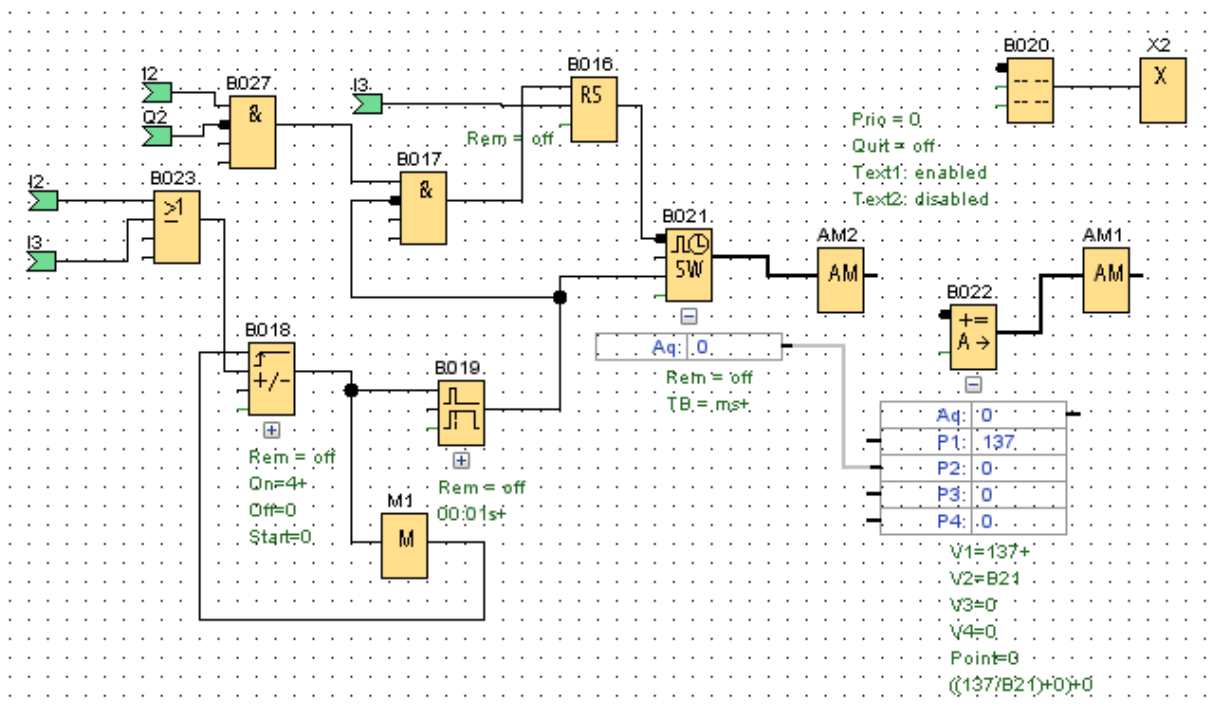 B020
X2
X
-- --
-- --
Prio = 0
Quit = off
Text1: enabled
Text2: disabled
I2
B027
&
Q2
I3
B016
RS
Rem = off
B017
&
I2
B023
≥1
I3
B021
SW
AM2
AM
AM1
AM
B022
+=
A→
B018
+/-
Rem = off
On=4+
Off=0
Start=0
B019
Rem = off
00:01s+
M1
M
Aq: 0
Rem = off
TB = ms+
Aq: 0
P1: 137
P2: 0
P3: 0
P4: 0
V1=137+
V2=B21
V3=0
V4=0
Point=0
((137/B21)+0)+0